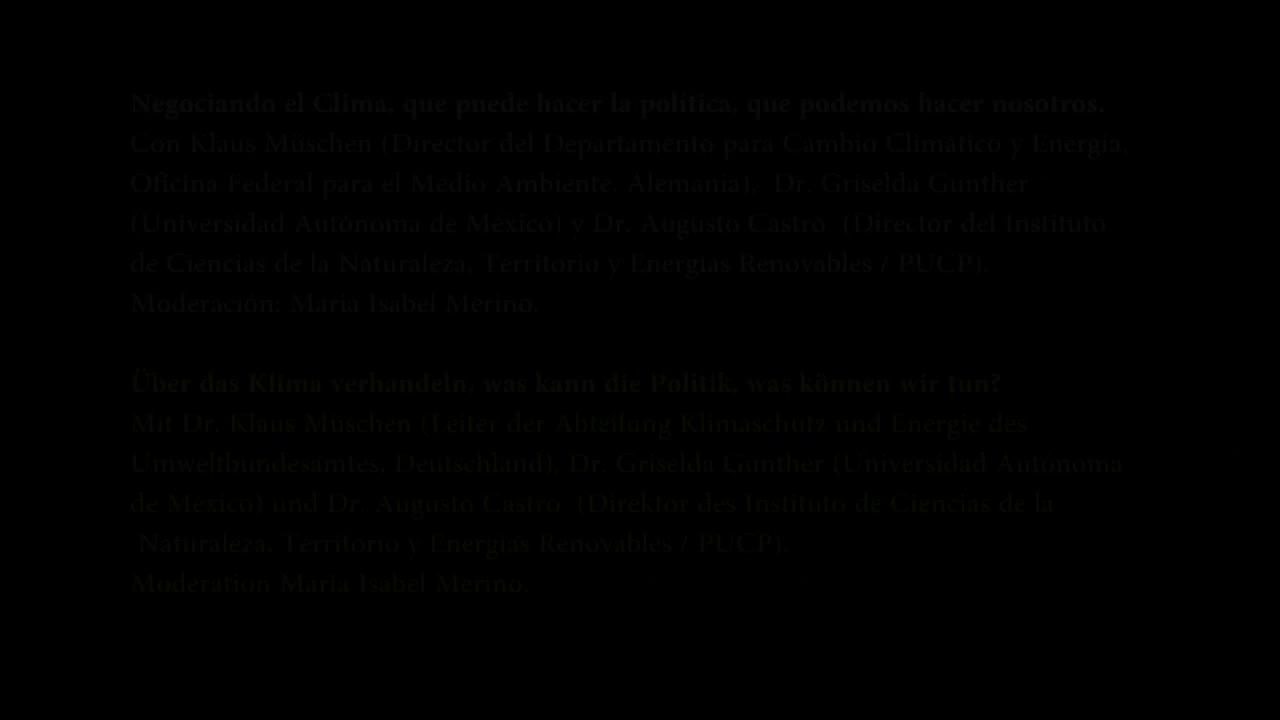 Negociando el Clima, que puede hacer la política, que podemos hacer nosotros.
Con Klaus Müschen (Director del Departamento para Cambio Climático y Energía,
Oficina Federal para el Medio Ambiente. Alemania),  Dr. Griselda Gunther
(Universidad Autónoma de México) y Dr. Augusto Castro  (Director del Instituto
de Ciencias de la Naturaleza, Territorio y Energías Renovables / PUCP).
Moderación: María Isabel Merino.
Über das Klima verhandeln, was kann die Politik, was können wir tun?
Mit Dr. Klaus Müschen (Leiter der Abteilung Klimaschutz und Energie des
Umweltbundesamtes. Deutschland), Dr. Griselda Gunther (Universidad Autonoma
de México) und Dr. Augusto Castro  (Direktor des Instituto de Ciencias de la
Naturaleza. Territorio y Energías Renovables / PUCP).
Moderation María Isabel Merino.